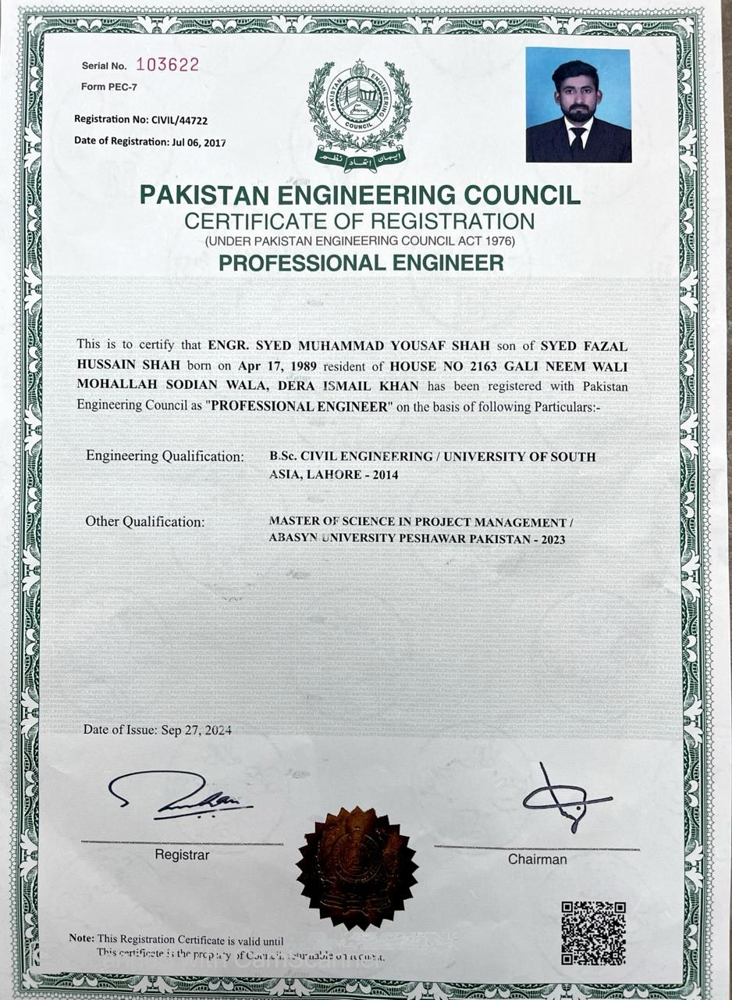 Serial No. 103622
Form PEC-7
Registration No: CIVIL/44722
Date of Registration: Jul 06, 2017
PAKISTAN ENGINEERING
COUNCIL
ایمان اتحاد نظم
PAKISTAN ENGINEERING COUNCIL
CERTIFICATE OF REGISTRATION
(UNDER PAKISTAN ENGINEERING COUNCIL ACT 1976)
PROFESSIONAL ENGINEER
This is to certify that ENGR. SYED MUHAMMAD YOUSAF SHAH son of SYED FAZAL
HUSSAIN SHAH born on Apr 17, 1989 resident of HOUSE NO 2163 GALI NEEM WALI
MOHALLAH SODIAN WALA, DERA ISMAIL KHAN has been registered with Pakistan
Engineering Council as "PROFESSIONAL ENGINEER" on the basis of following Particulars:-
Engineering Qualification: B.Sc. CIVIL ENGINEERING / UNIVERSITY OF SOUTH
ASIA, LAHORE - 2014
Other Qualification: MASTER OF SCIENCE IN PROJECT MANAGEMENT /
ABASYN UNIVERSITY PESHAWAR PAKISTAN - 2023
Date of Issue: Sep 27, 2024
Registrar
Chairman
Note: This Registration Certificate is valid until
This certificate is the property of Council returnable on request.
with CamScanner